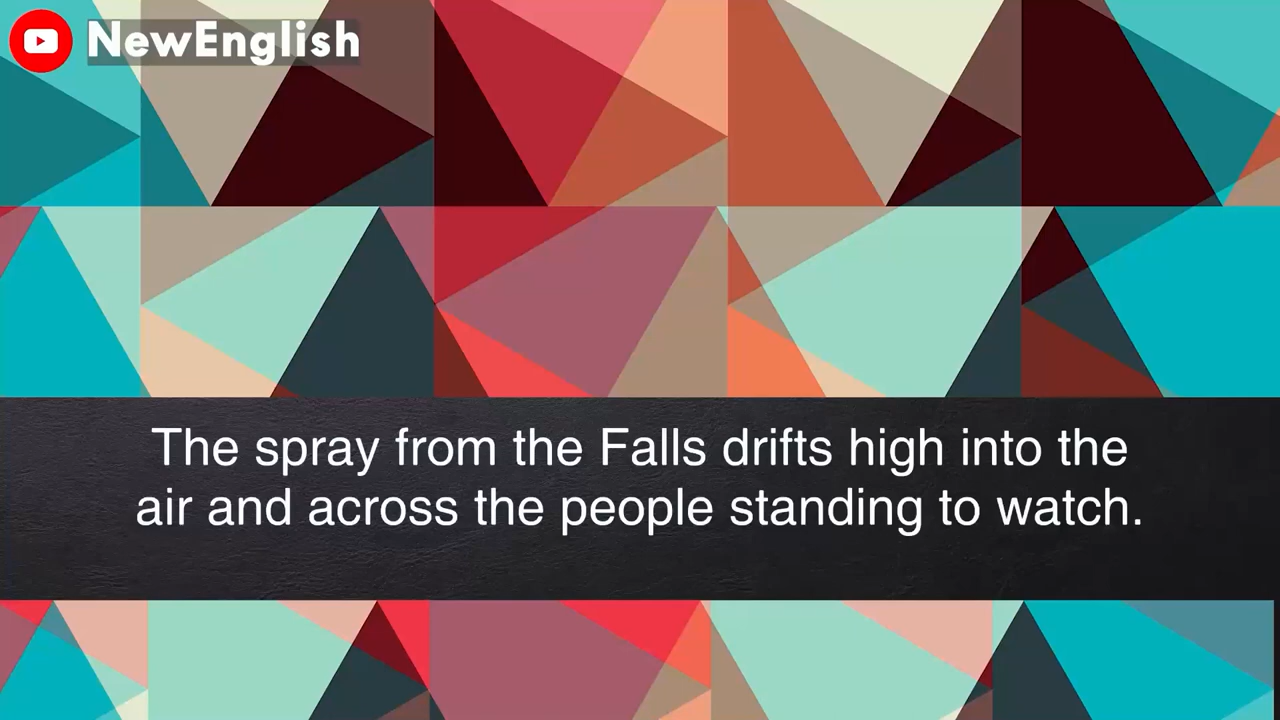 NewEnglish
The spray from the Falls drifts high into the
air and across the people standing to watch.